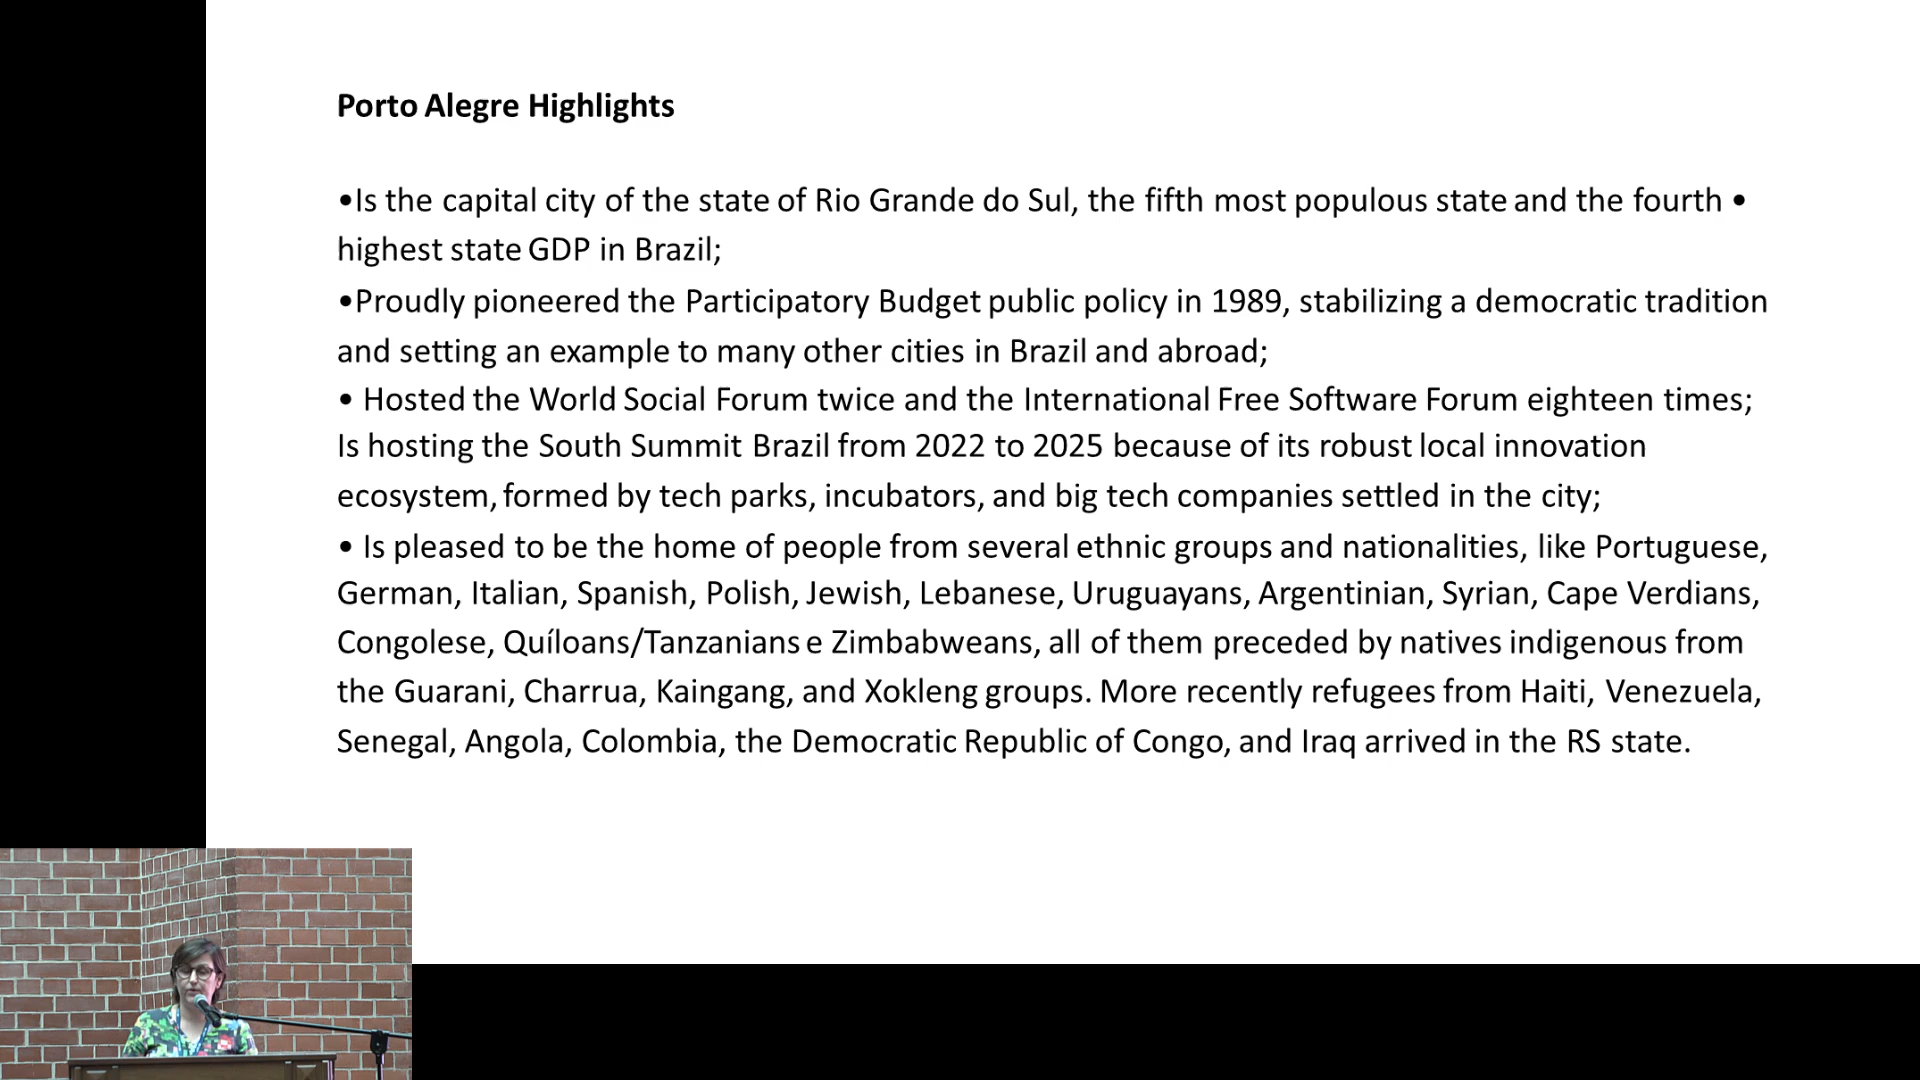 Porto Alegre Highlights
•Is the capital city of the state of Rio Grande do Sul, the fifth most populous state and the fourth •
highest state GDP in Brazil;
•Proudly pioneered the Participatory Budget public policy in 1989, stabilizing a democratic tradition
and setting an example to many other cities in Brazil and abroad;
• Hosted the World Social Forum twice and the International Free Software Forum eighteen times;
Is hosting the South Summit Brazil from 2022 to 2025 because of its robust local innovation
ecosystem, formed by tech parks, incubators, and big tech companies settled in the city;
• Is pleased to be the home of people from several ethnic groups and nationalities, like Portuguese,
German, Italian, Spanish, Polish, Jewish, Lebanese, Uruguayans, Argentinian, Syrian, Cape Verdians,
Congolese, Quíloans/Tanzanians e Zimbabweans, all of them preceded by natives indigenous from
the Guarani, Charrua, Kaingang, and Xokleng groups. More recently refugees from Haiti, Venezuela,
Senegal, Angola, Colombia, the Democratic Republic of Congo, and Iraq arrived in the RS state.